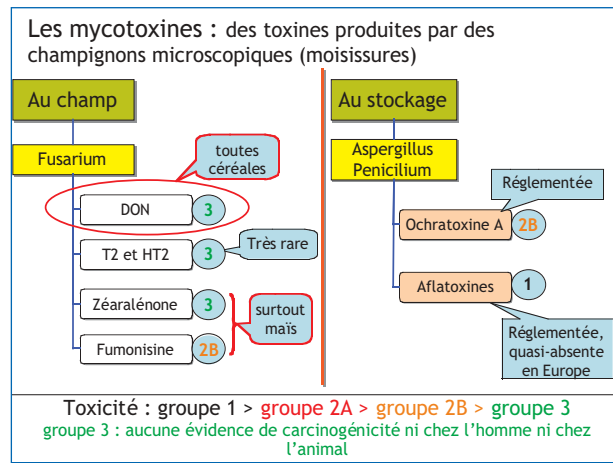 Les mycotoxines : des toxines produites par des
champignons microscopiques (moisissures)
Au champ
Fusarium
toutes
céréales
DON
3
T2 et HT2
3
Très rare
Zéaralénone
3
surtout
maïs
Fumonisine
2B
Au stockage
Aspergillus
Penicilium
Réglementée
Ochratoxine A
2B
Aflatoxines
1
Réglementée,
quasi-absente
en Europe
Toxicité : groupe 1 > groupe 2A > groupe 2B > groupe 3
groupe 3 : aucune évidence de carcinogénicité ni chez l'homme ni chez
l'animal